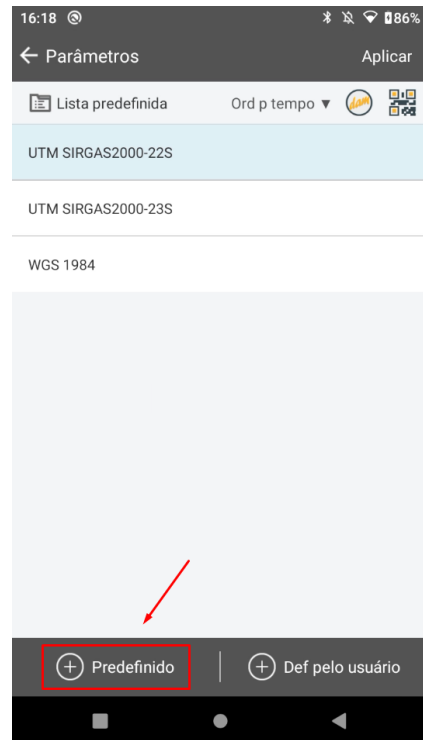 16:18 86%
Parâmetros Aplicar
Lista predefinida Ord p tempo ▼ dam
UTM SIRGAS2000-22S
UTM SIRGAS2000-23S
WGS 1984
Predefinido Def pelo usuário